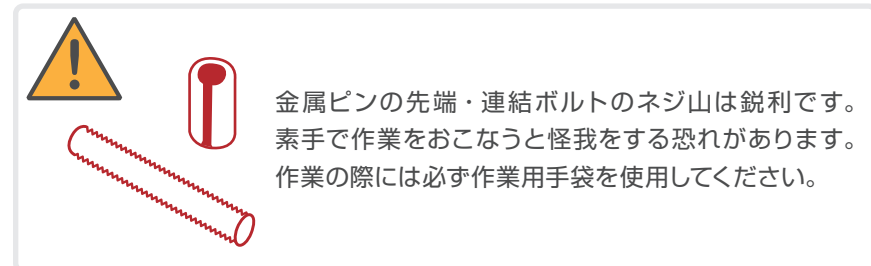 金属ピンの先端・連結ボルトのネジ山は鋭利です。
素手で作業をおこなうと怪我をする恐れがあります。
作業の際には必ず作業用手袋を使用してください。